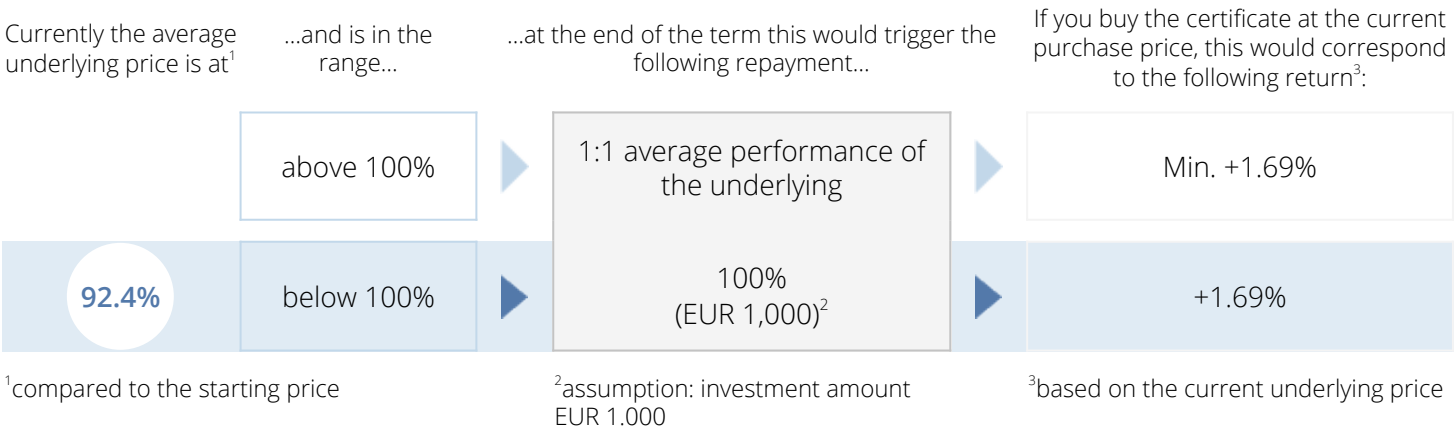 Currently the average
underlying price is at¹
...and is in the
range...
...at the end of the term this would trigger the
following repayment...
If you buy the certificate at the current
purchase price, this would correspond
to the following return³:
above 100%
1:1 average performance of
the underlying
Min. +1.69%
92.4%
below 100%
100%
(EUR 1,000)²
+1.69%
¹compared to the starting price
²assumption: investment amount
EUR 1.000
³based on the current underlying price